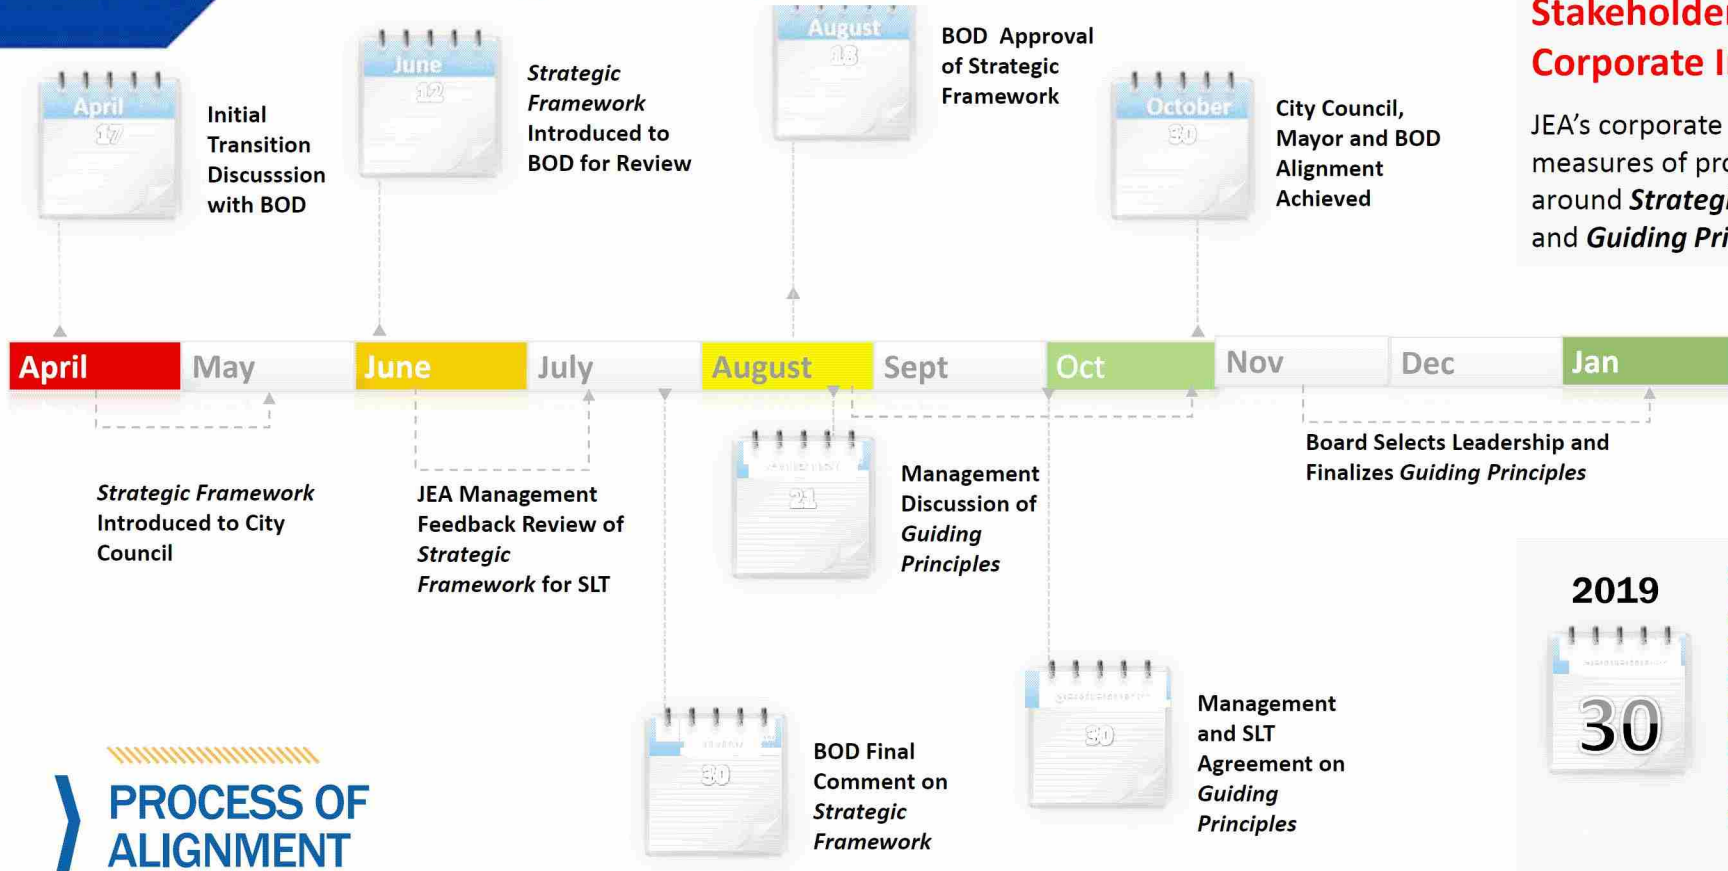 April
17
Initial
Transition
Discusssion
with BOD
June
12
Strategic
Framework
Introduced to
BOD for Review
August
18
BOD Approval
of Strategic
Framework
October
30
City Council,
Mayor and BOD
Alignment
Achieved
Stakeholder
Corporate I
JEA's corporate
measures of pro
around Strategi
and Guiding Pri
April May June July August Sept Oct Nov Dec Jan
Strategic Framework
Introduced to City
Council
JEA Management
Feedback Review of
Strategic
Framework for SLT
21
Management
Discussion of
Guiding
Principles
Board Selects Leadership and
Finalizes Guiding Principles
30
BOD Final
Comment on
Strategic
Framework
30
Management
and SLT
Agreement on
Guiding
Principles
2019
30
PROCESS OF
ALIGNMENT